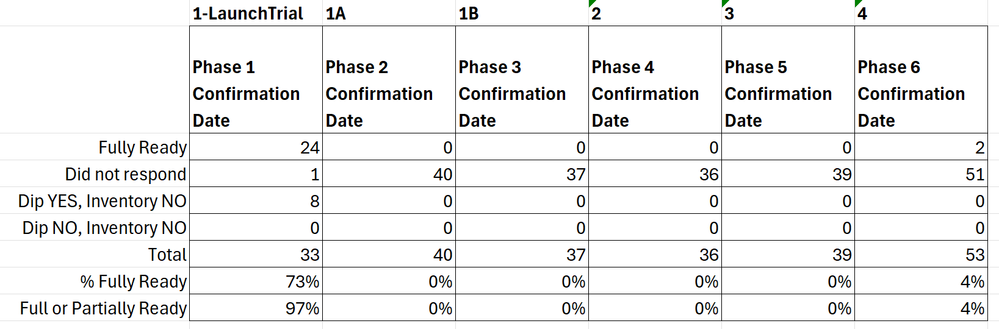 1-LaunchTrial 1A 1B 2 3 4
Phase 1 Confirmation Date Phase 2 Confirmation Date Phase 3 Confirmation Date Phase 4 Confirmation Date Phase 5 Confirmation Date Phase 6 Confirmation Date
Fully Ready 24 0 0 0 0 2
Did not respond 1 40 37 36 39 51
Dip YES, Inventory NO 8 0 0 0 0 0
Dip NO, Inventory NO 0 0 0 0 0 0
Total 33 40 37 36 39 53
% Fully Ready 73% 0% 0% 0% 0% 4%
Full or Partially Ready 97% 0% 0% 0% 0% 4%